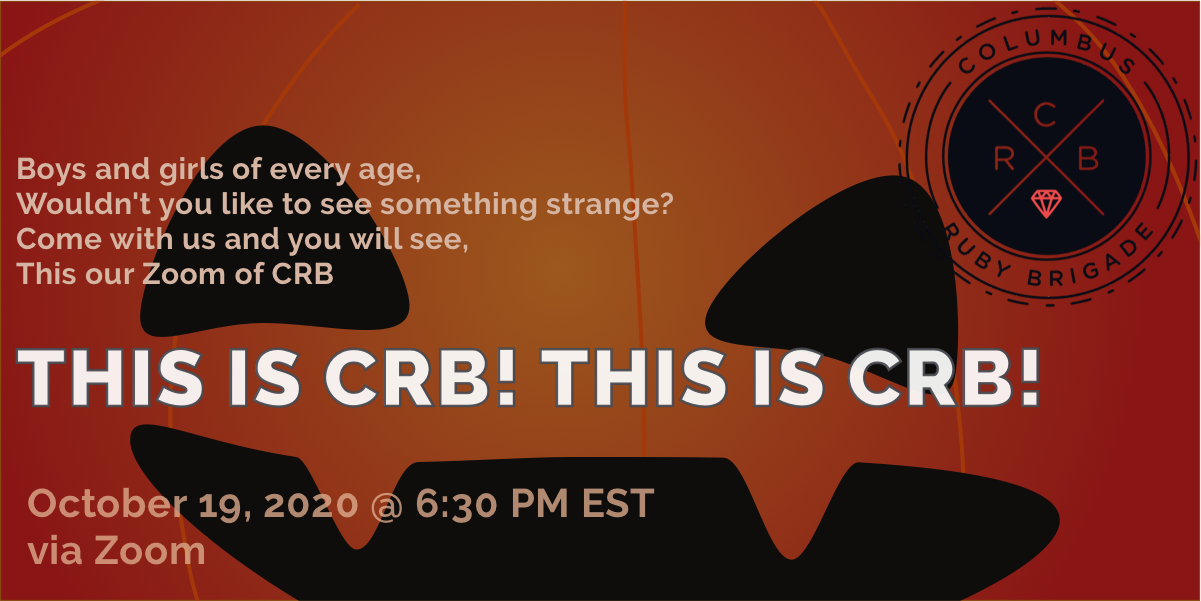 Boys and girls of every age,
Wouldn't you like to see something strange?
Come with us and you will see,
This our Zoom of CRB
THIS IS CRB! THIS IS CRB!
October 19, 2020 @ 6:30 PM EST
via Zoom
COLUMBUS
C
R B
RUBY BRIGADE